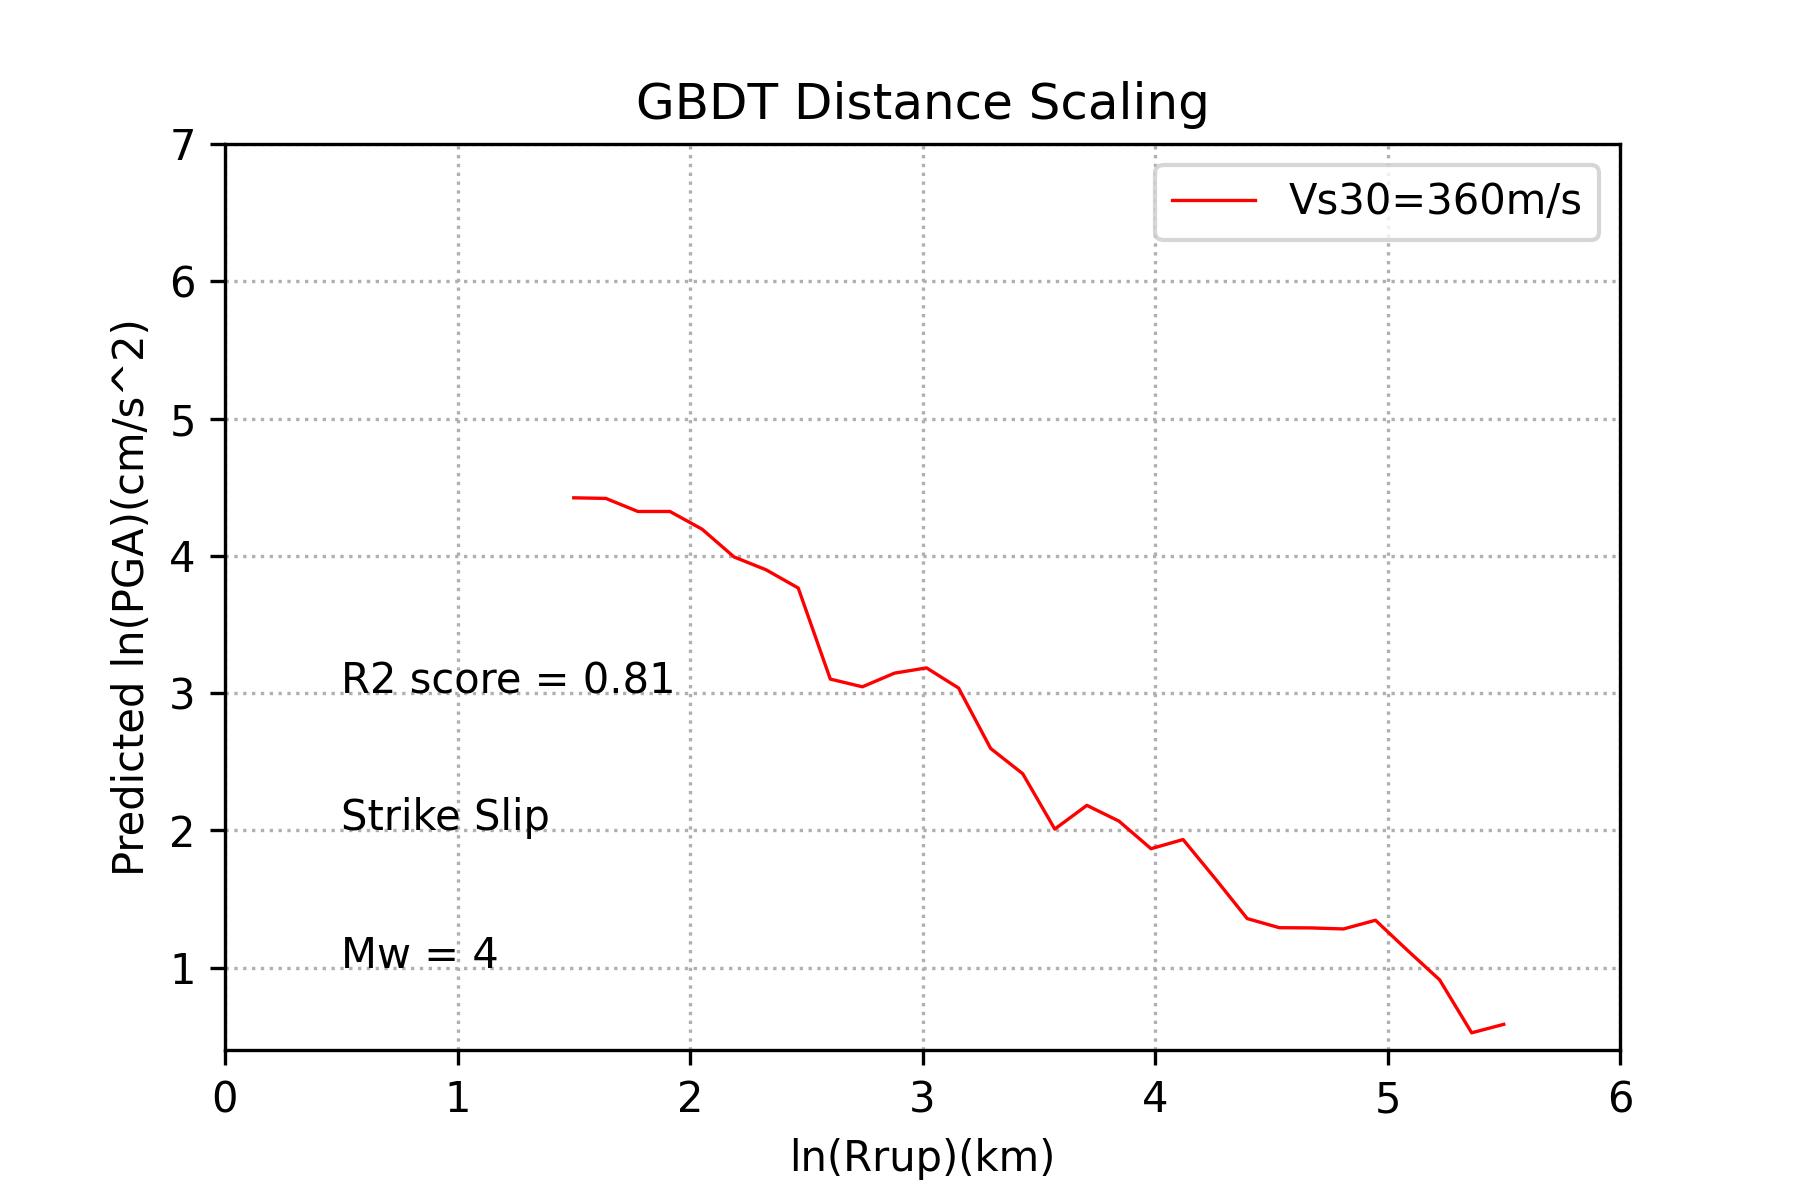 GBDT Distance Scaling
7
6
5
4
3
2
1
Predicted ln(PGA)(cm/s^2)
Vs30=360m/s
R2 score = 0.81
Strike Slip
Mw = 4
0 1 2 3 4 5 6
ln(Rrup)(km)